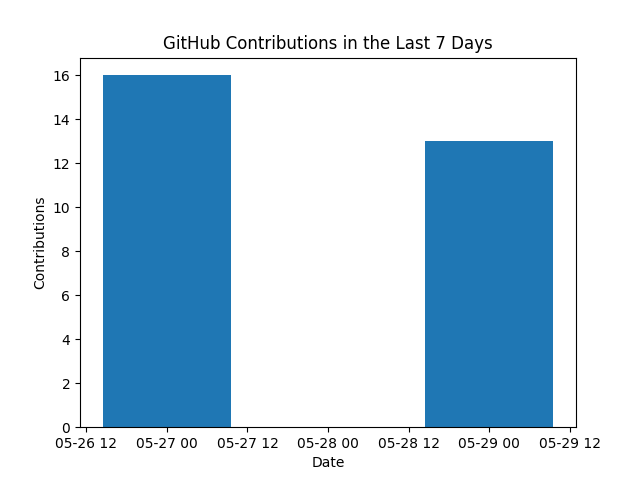 GitHub Contributions in the Last 7 Days
Contributions
16
14
12
10
8
6
4
2
0
05-26 12 05-27 00 05-27 12 05-28 00 05-28 12 05-29 00 05-29 12
Date